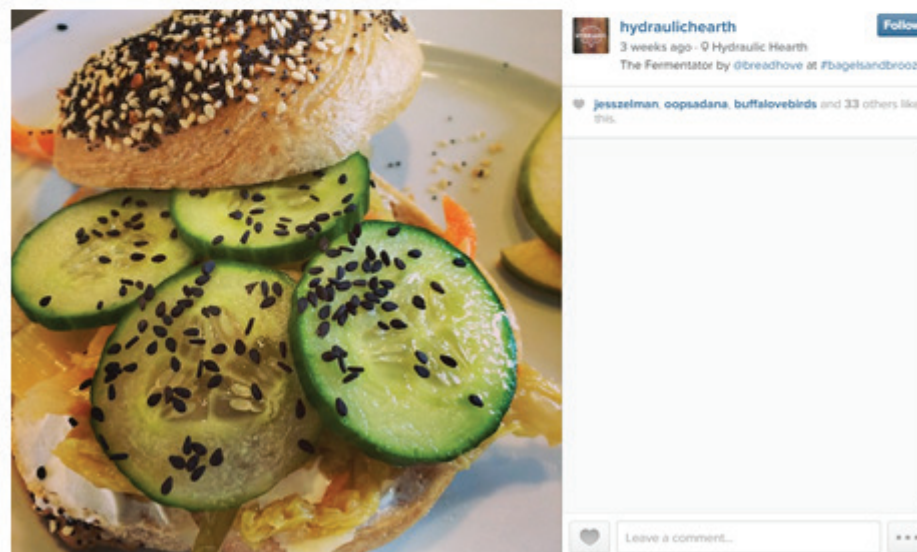 hydraulichearth
Follow
3 weeks ago · Hydraulic Hearth
The Fermentator by @breadhove at #bagelsandbrooz
jesszelman, oopsadana, buffalovebirds and 33 others like
this.
Leave a comment...